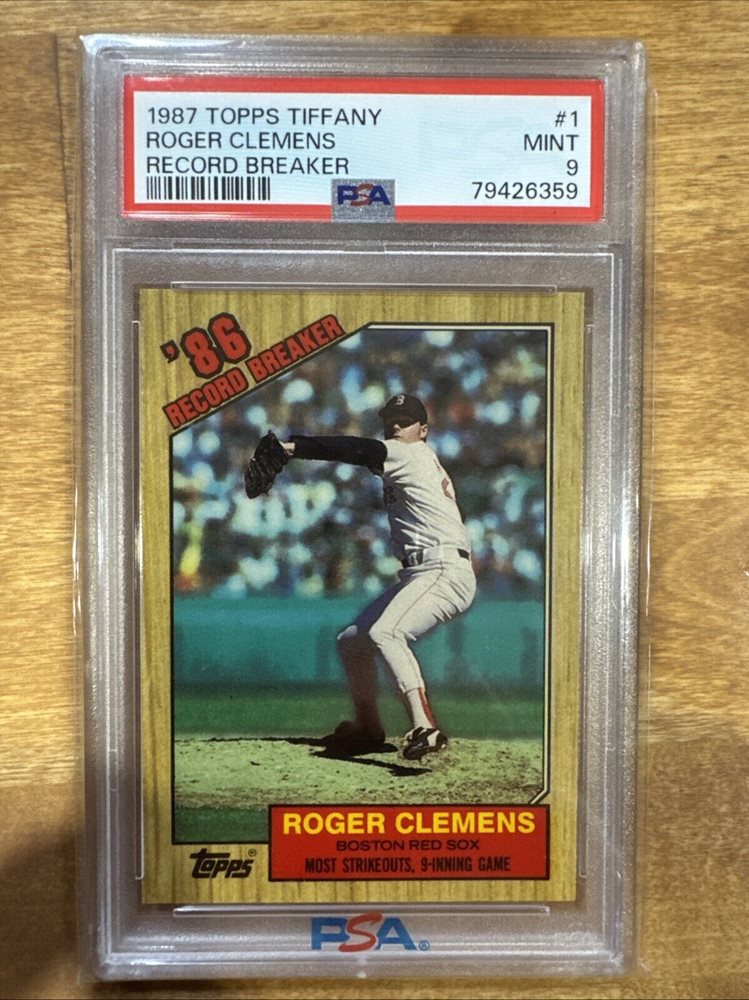 1987 TOPPS TIFFANY #1
ROGER CLEMENS MINT
RECORD BREAKER 9
PSA 79426359
'86
RECORD BREAKER
B
ROGER CLEMENS
BOSTON RED SOX
MOST STRIKEOUTS, 9-INNING GAME
Topps®
PSA®